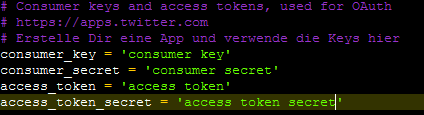 # Consumer keys and access tokens, used for OAuth
# https://apps.twitter.com
# Erstelle Dir eine App und verwende die Keys hier
consumer_key = 'consumer key'
consumer_secret = 'consumer secret'
access_token = 'access token'
access_token_secret = 'access token secret'